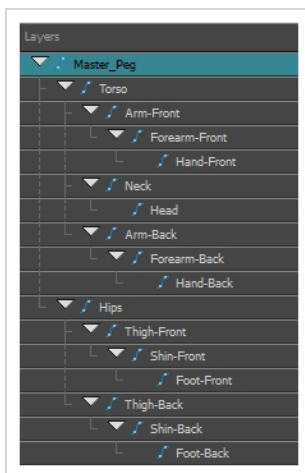 Layers
Master_Peg
Torso
Arm-Front
Forearm-Front
Hand-Front
Neck
Head
Arm-Back
Forearm-Back
Hand-Back
Hips
Thigh-Front
Shin-Front
Foot-Front
Thigh-Back
Shin-Back
Foot-Back